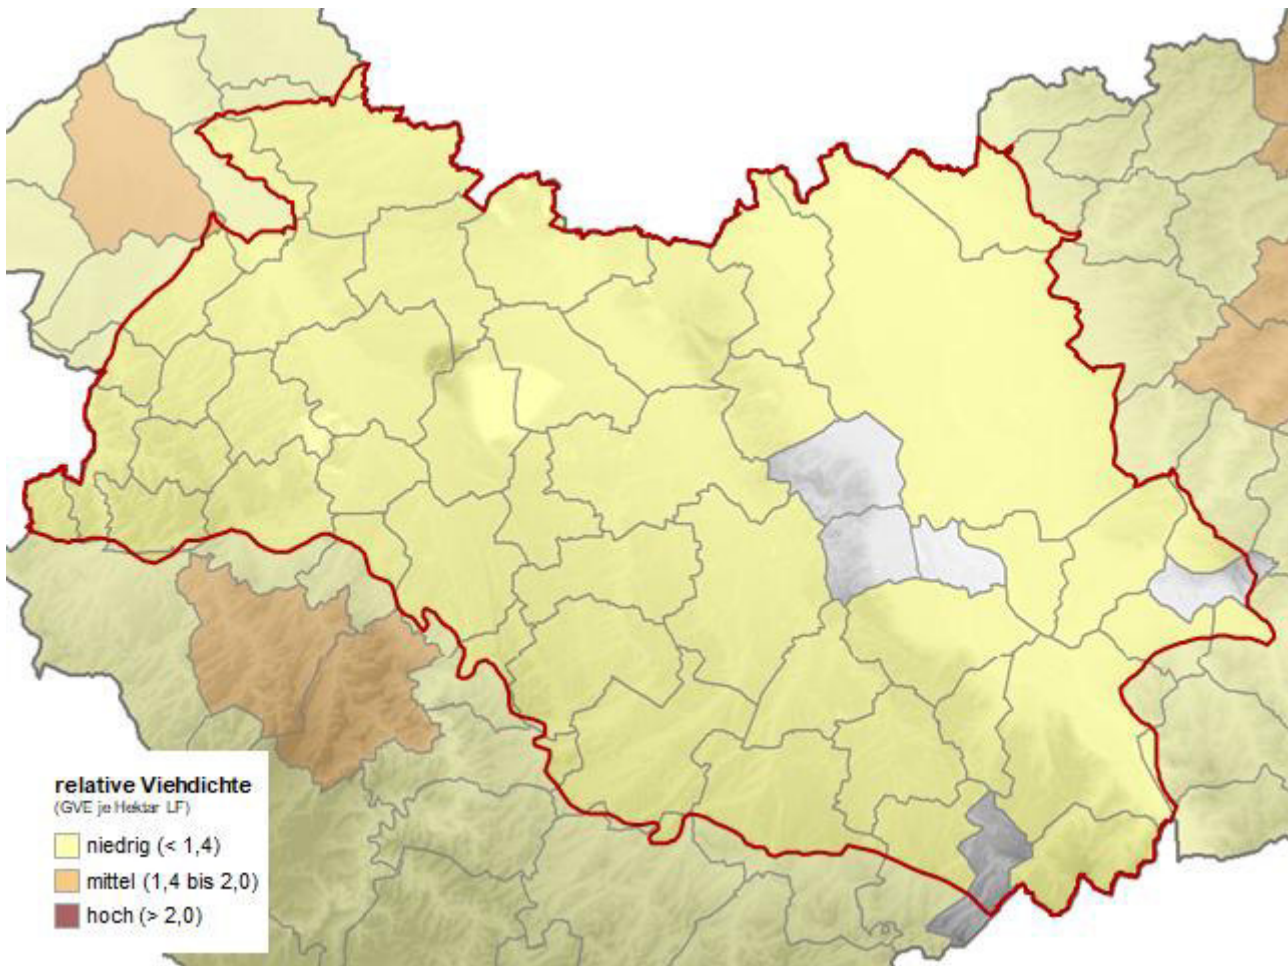 relative Viehdichte
(GVE je Hektar LF)
niedrig (< 1,4)
mittel (1,4 bis 2,0)
hoch (> 2,0)